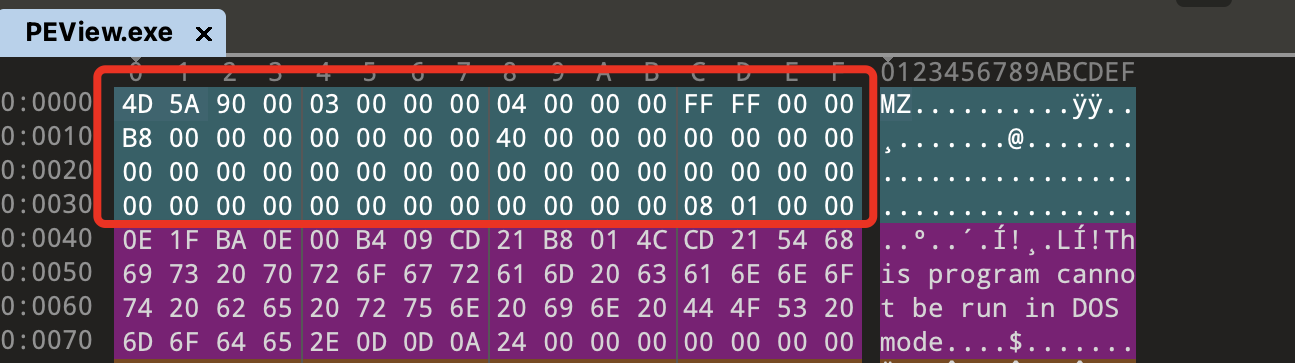 PEView.exe ×
0 1 2 3 4 5 6 7 8 9 A B C D E F 0123456789ABCDEF
0:0000 4D 5A 90 00 03 00 00 00 04 00 00 00 FF FF 00 00 MZ..........ÿÿ..
0:0010 B8 00 00 00 00 00 00 00 40 00 00 00 00 00 00 00 ¸.......@.......
0:0020 00 00 00 00 00 00 00 00 00 00 00 00 00 00 00 00 ................
0:0030 00 00 00 00 00 00 00 00 00 00 00 00 08 01 00 00 ................
0:0040 0E 1F BA 0E 00 B4 09 CD 21 B8 01 4C CD 21 54 68 ..º..´.Í!¸.LÍ!Th
0:0050 69 73 20 70 72 6F 67 72 61 6D 20 63 61 6E 6E 6F is program canno
0:0060 74 20 62 65 20 72 75 6E 20 69 6E 20 44 4F 53 20 t be run in DOS
0:0070 6D 6F 64 65 2E 0D 0D 0A 24 00 00 00 00 00 00 00 mode....$.......